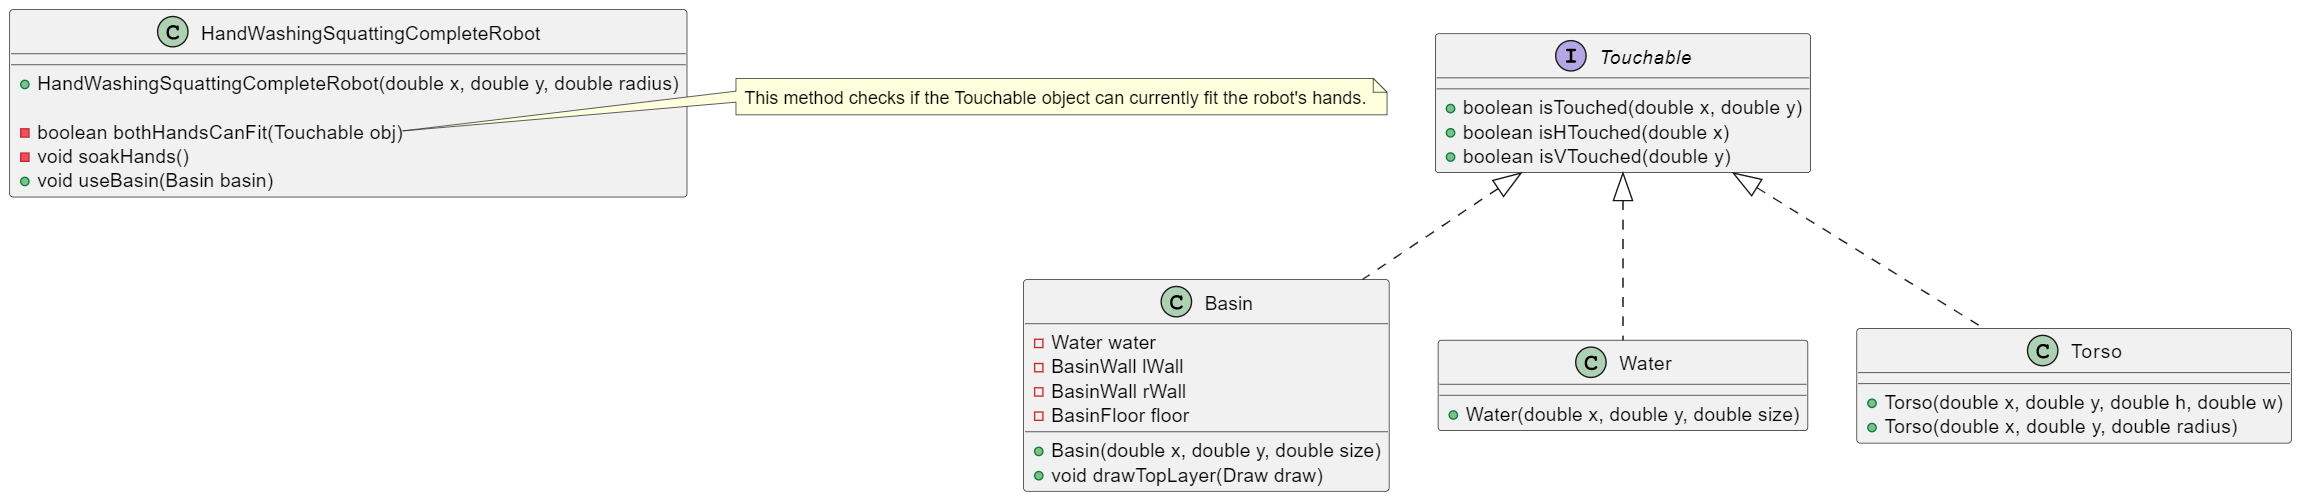 C HandWashingSquattingCompleteRobot
HandWashingSquattingCompleteRobot(double x, double y, double radius)
boolean bothHandsCanFit(Touchable obj)
void soakHands()
void useBasin(Basin basin)
This method checks if the Touchable object can currently fit the robot's hands.
I Touchable
boolean isTouched(double x, double y)
boolean isHTouched(double x)
boolean isVTouched(double y)
C Basin
Water water
BasinWall lWall
BasinWall rWall
BasinFloor floor
Basin(double x, double y, double size)
void drawTopLayer(Draw draw)
C Water
Water(double x, double y, double size)
C Torso
Torso(double x, double y, double h, double w)
Torso(double x, double y, double radius)